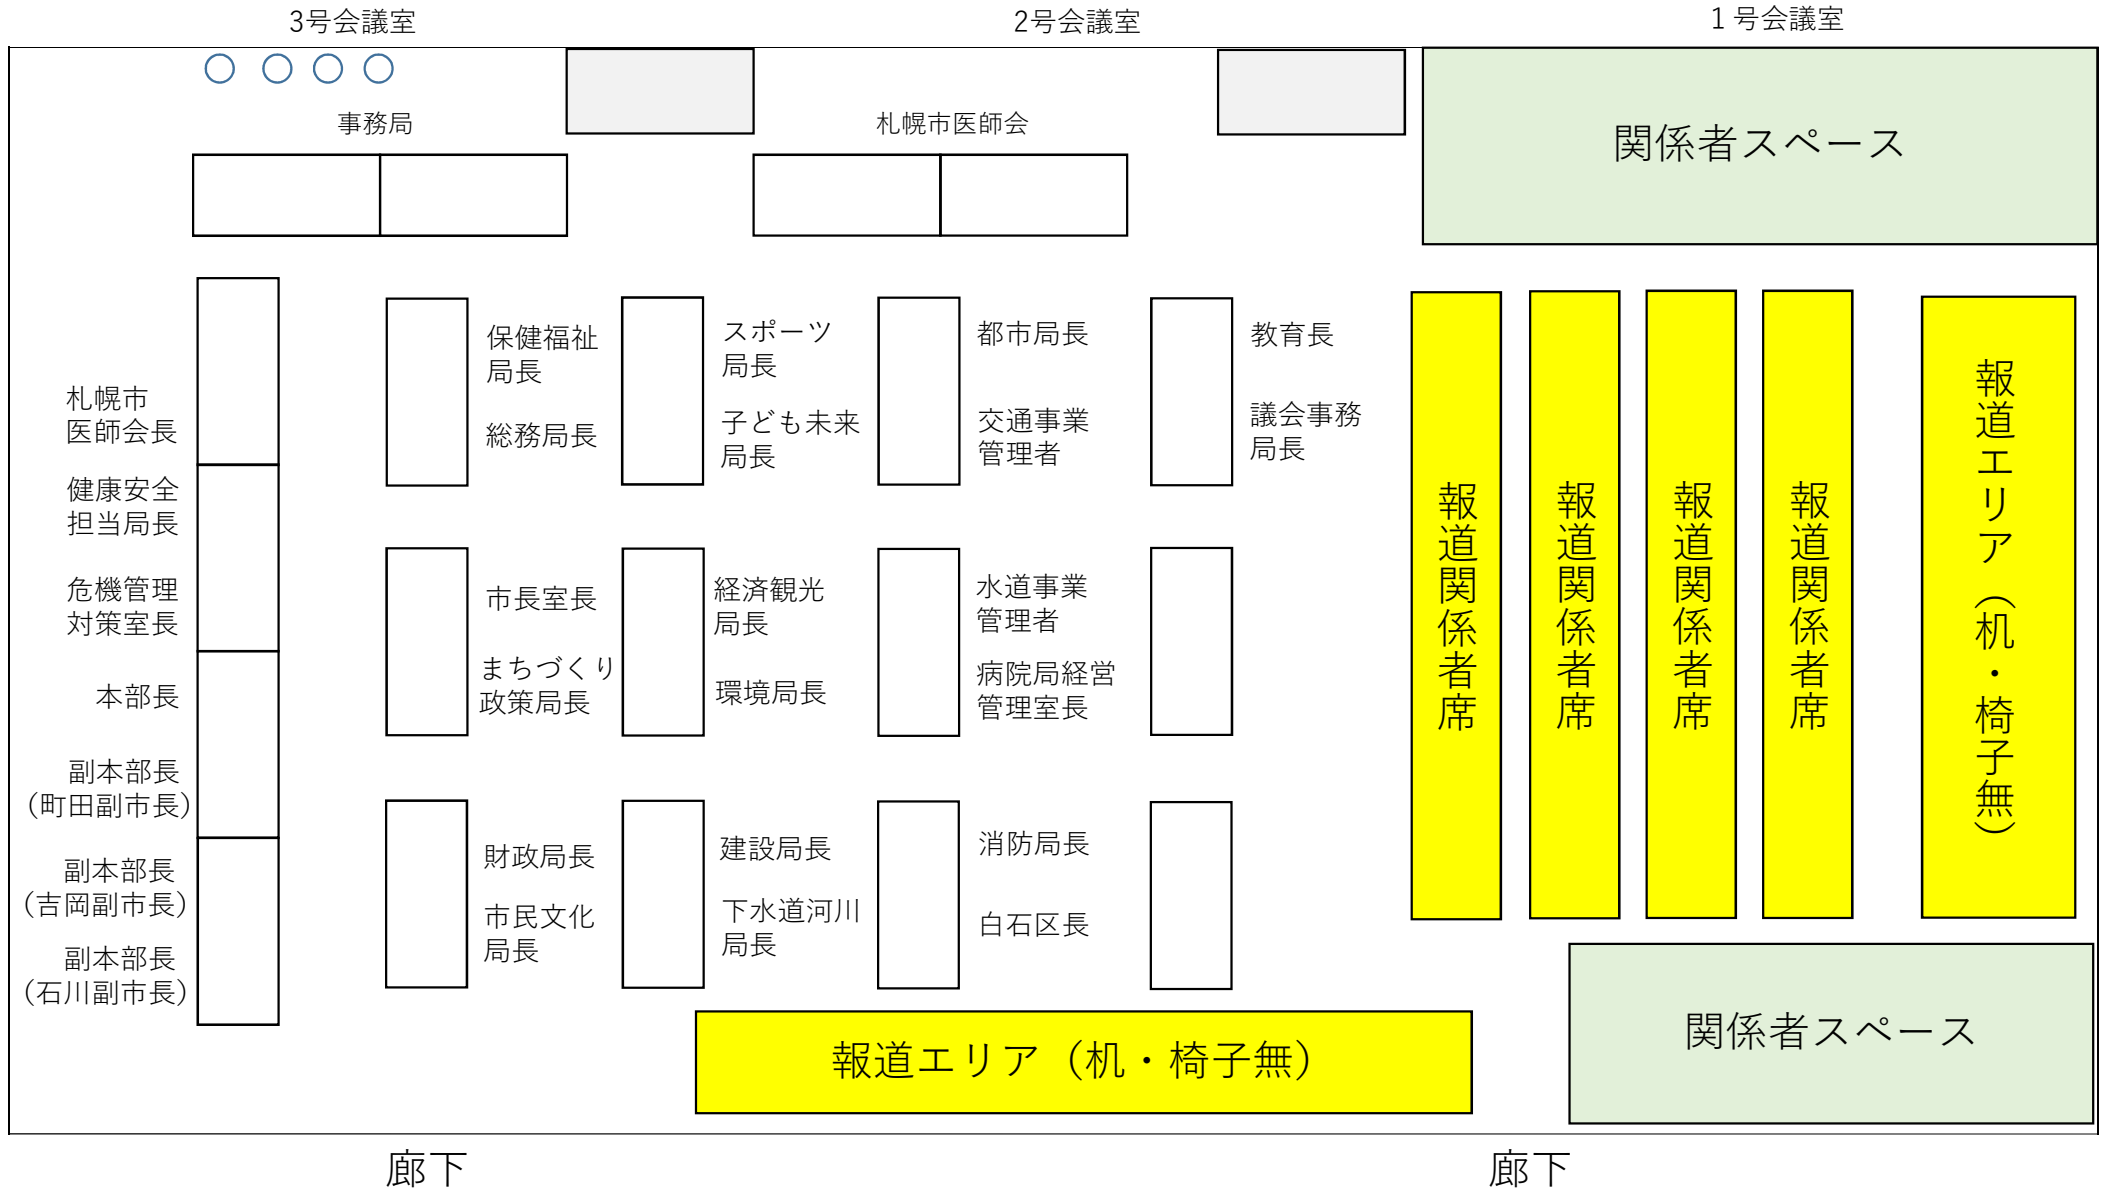 3号会議室
2号会議室
１号会議室
事務局
札幌市医師会
関係者スペース
札幌市
医師会長
健康安全
担当局長
危機管理
対策室長
本部長
副本部長
（町田副市長）
副本部長
（吉岡副市長）
副本部長
（石川副市長）
保健福祉
局長
総務局長
市長室長
まちづくり
政策局長
財政局長
市民文化
局長
スポーツ
局長
子ども未来
局長
経済観光
局長
環境局長
建設局長
下水道河川
局長
都市局長
交通事業
管理者
水道事業
管理者
病院局経営
管理室長
消防局長
白石区長
教育長
議会事務
局長
報道関係者席
報道関係者席
報道関係者席
報道関係者席
報道エリア（机・椅子無）
報道エリア（机・椅子無）
関係者スペース
廊下
廊下